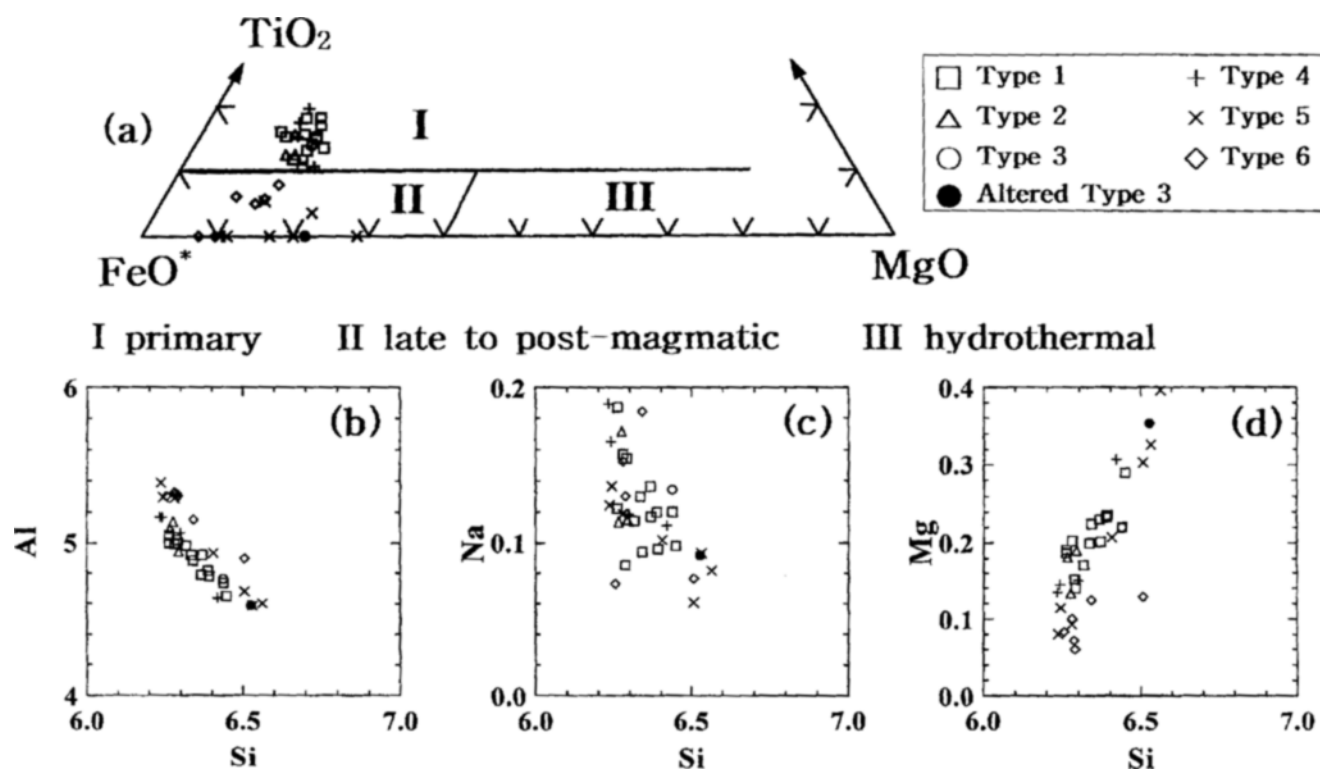 TiO₂
(a)
I
II
III
FeO*
MgO
□ Type 1
+ Type 4
△ Type 2
× Type 5
○ Type 3
◇ Type 6
● Altered Type 3
I primary II late to post-magmatic III hydrothermal
(b)
6
5
4
Al
6.0 6.5 7.0
Si
(c)
0.2
0.1
0.0
Na
6.0 6.5 7.0
Si
(d)
0.4
0.3
0.2
0.1
0.0
Mg
6.0 6.5 7.0
Si